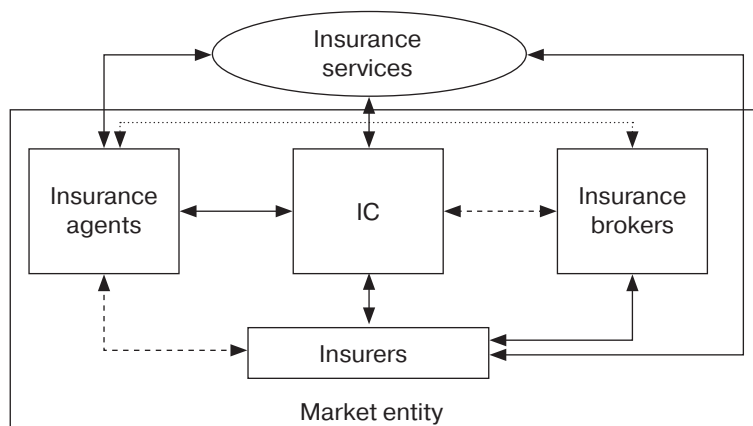 Insurance
services
Insurance
agents
IC
Insurance
brokers
Insurers
Market entity